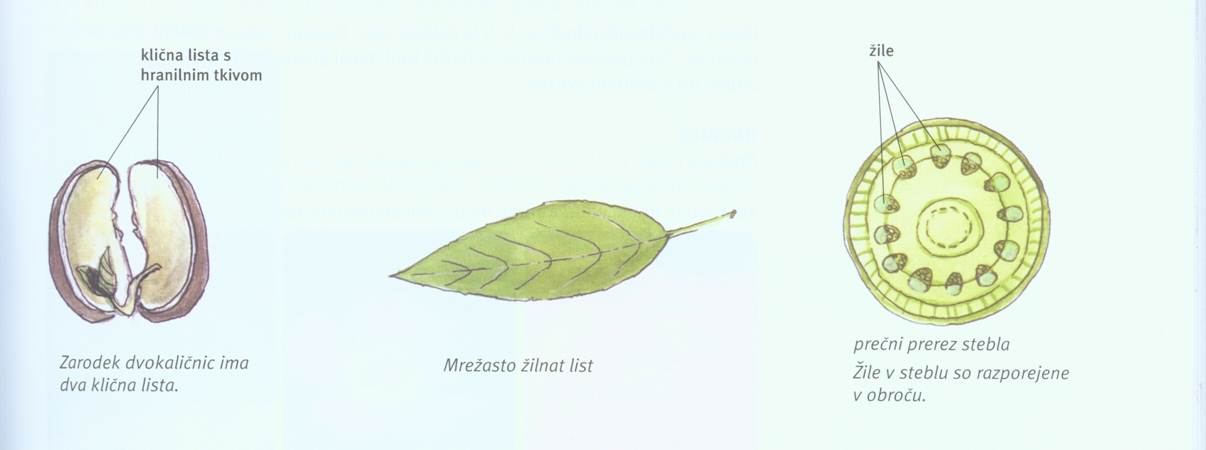 klična lista s
hranilnim tkivom
Zarodek dvokaličnic ima
dva klična lista.
Mrežasto žilnat list
žile
prečni prerez stebla
Žile v steblu so razporejene
v obroču.